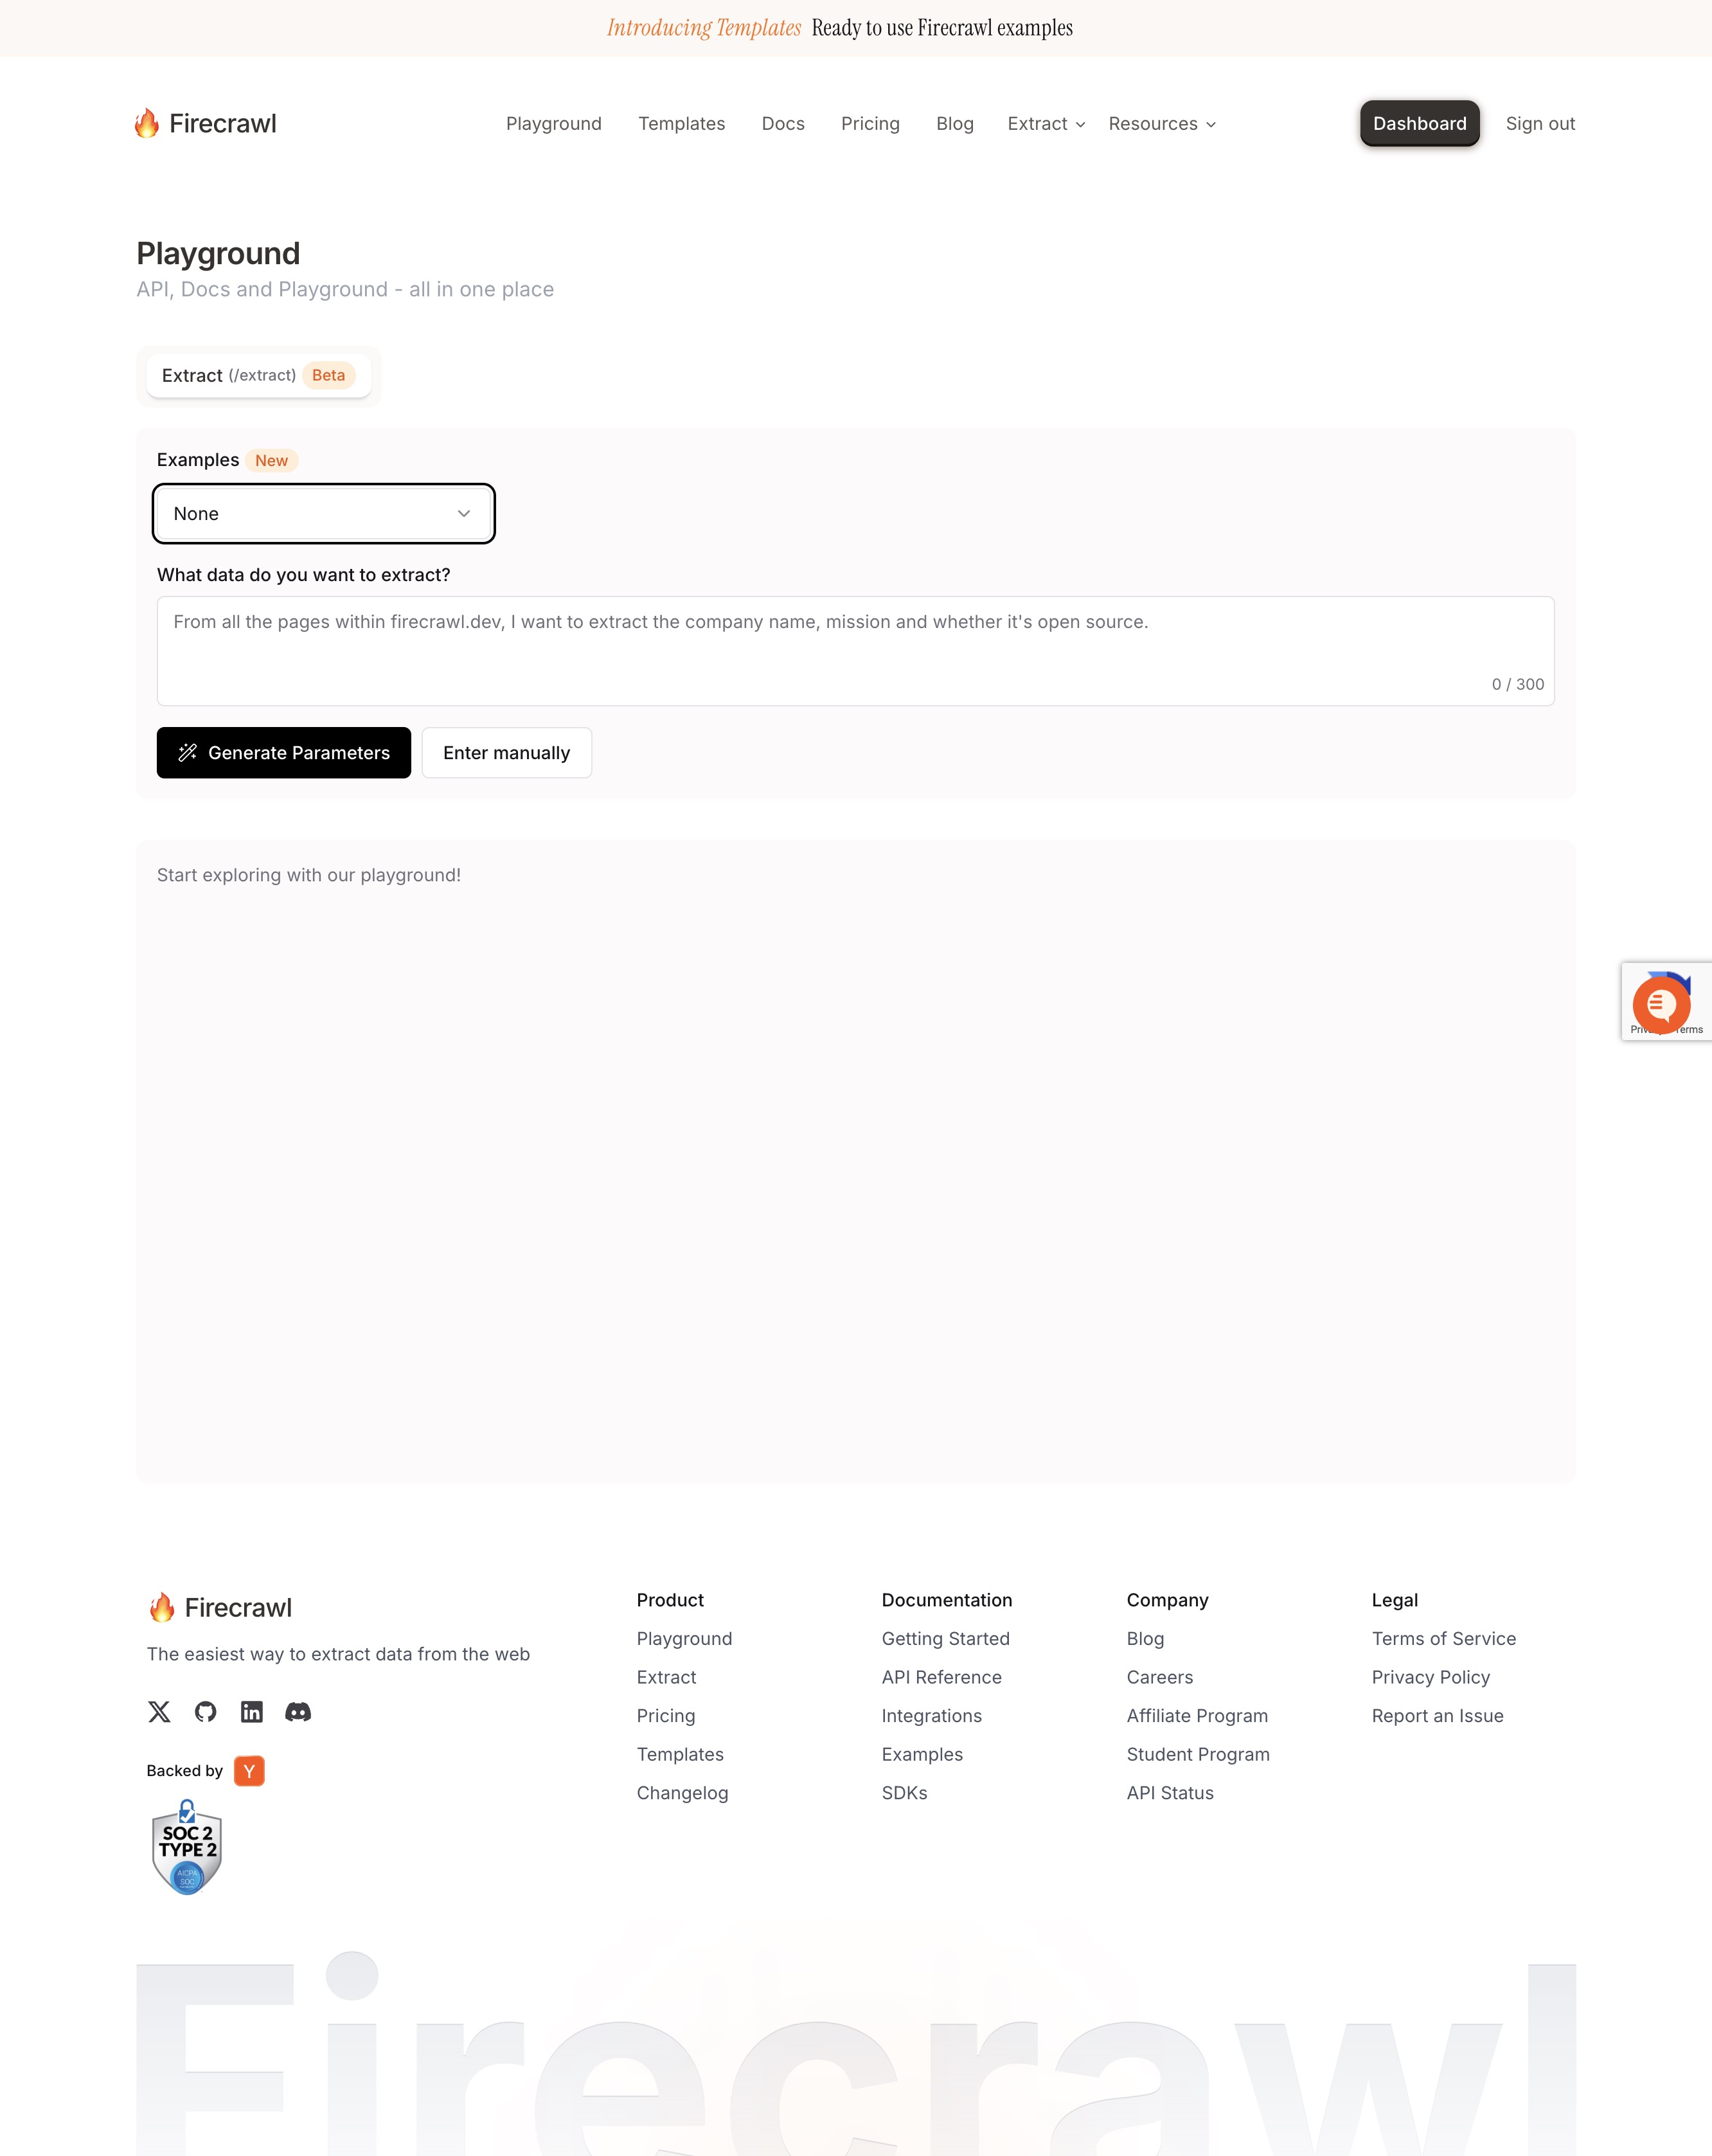 Introducing Templates Ready to use Firecrawl examples
Firecrawl
Playground Templates Docs Pricing Blog Extract Resources
Dashboard Sign out
Playground
API, Docs and Playground - all in one place
Extract (/extract) Beta
Examples New
None
What data do you want to extract?
From all the pages within firecrawl.dev, I want to extract the company name, mission and whether it's open source.
0 / 300
Generate Parameters Enter manually
Start exploring with our playground!
Firecrawl
The easiest way to extract data from the web
Backed by Y
SOC 2
TYPE 2
AICPA
SOC
Product
Playground
Extract
Pricing
Templates
Changelog
Documentation
Getting Started
API Reference
Integrations
Examples
SDKs
Company
Blog
Careers
Affiliate Program
Student Program
API Status
Legal
Terms of Service
Privacy Policy
Report an Issue
Firecrawl